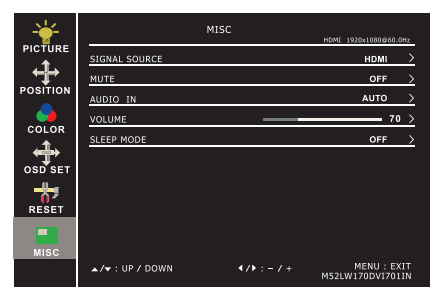 MISC
HDMI 1920x1080@60.0Hz
PICTURE
POSITION
COLOR
OSD
OSD SET
RESET
MISC
SIGNAL SOURCE HDMI >
MUTE OFF >
AUDIO IN AUTO >
VOLUME 70 >
SLEEP MODE OFF >
▲/▼ : UP / DOWN ◀/▶ : – / + MENU : EXIT
M52LW170DVI701IN